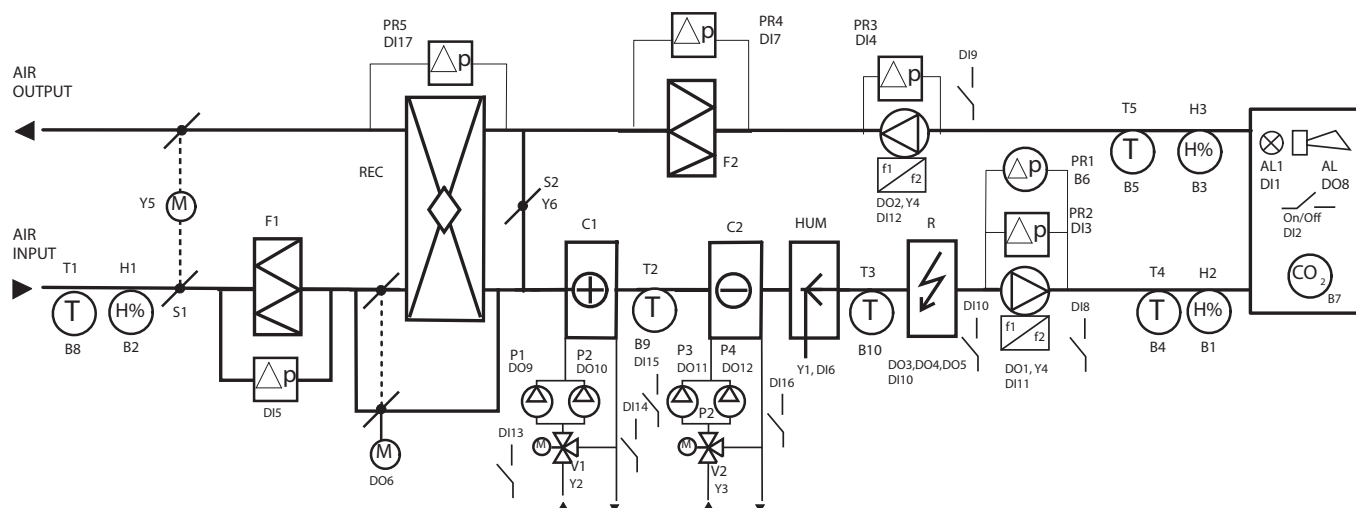 PR5
DI17
p
PR4
DI7
p
PR3
DI4
p
DI9
AIR
OUTPUT
REC
F2
f1
f2
DO2, Y4
DI12
T5
T
B5
H3
H%
B3
AL1
DI1
AL
DO8
On/Off
DI2
CO2
B7
PR1
B6
p
PR2
DI3
p
Y5
M
S2
Y6
AIR
INPUT
T1
T
B8
H1
H%
B2
S1
F1
p
DI5
M
DO6
C1
T2
T
B9
C2
HUM
Y1, DI6
T3
T
B10
R
DO3,DO4,DO5
DI10
DI10
f1
f2
DO1, Y4
DI11
DI8
T4
T
B4
H2
H%
B1
P1
DO9
P2
DO10
DI15
DI14
DI13
M
V1
Y2
P3
DO11
P4
DO12
DI16
P2
M
V2
Y3